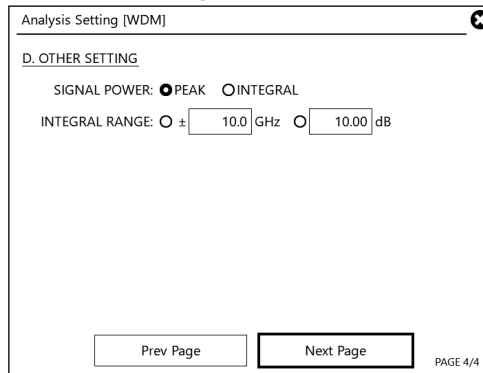 Analysis Setting [WDM]
D. OTHER SETTING
SIGNAL POWER: PEAK INTEGRAL
INTEGRAL RANGE: ± 10.0 GHz 10.00 dB
Prev Page Next Page PAGE 4/4